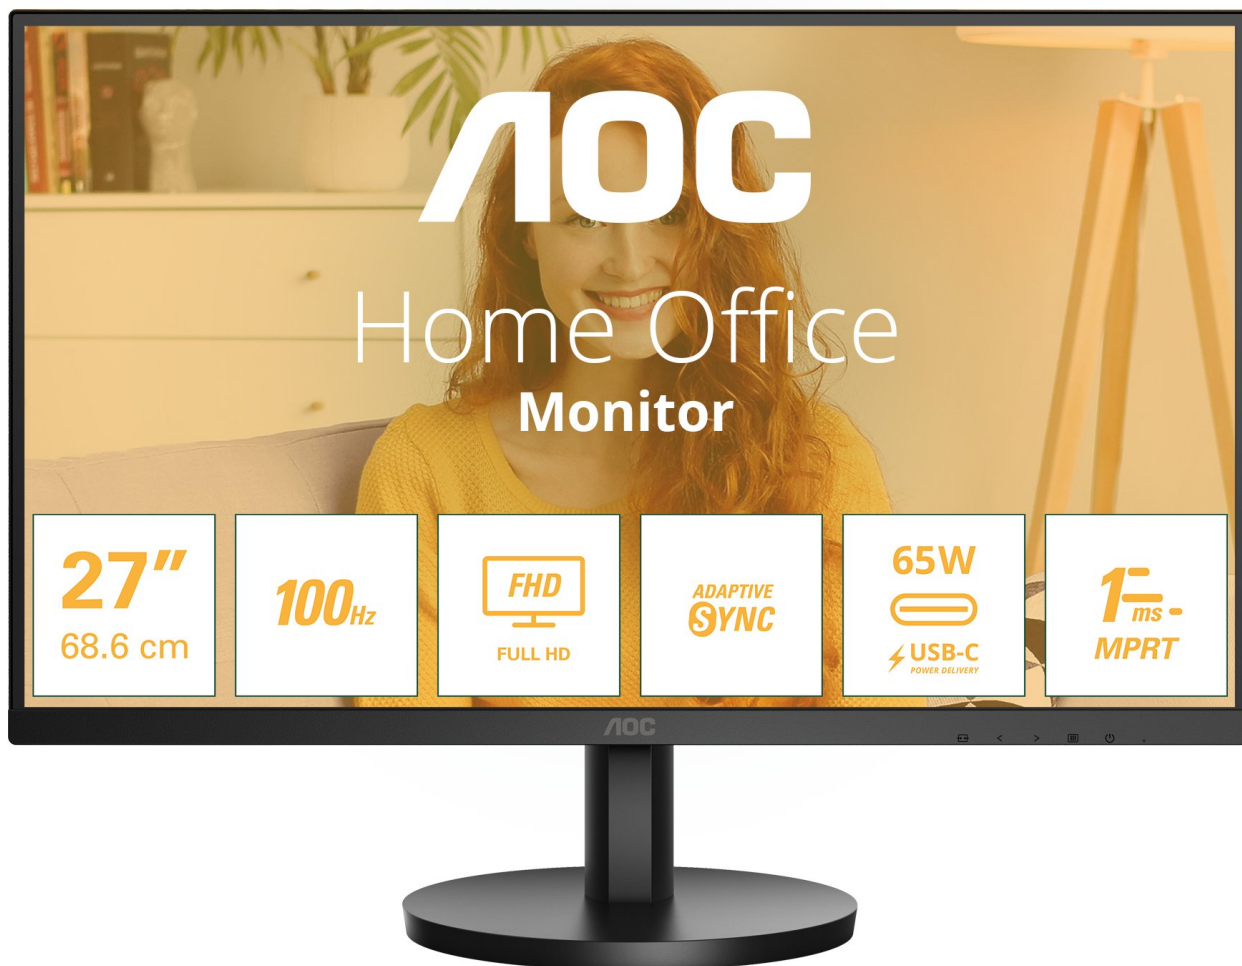 AOC
Home Office
Monitor
27"
68.6 cm
100Hz
FHD
FULL HD
ADAPTIVE
SYNC
65W
USB-C
POWER DELIVERY
1ms
MPRT
AOC